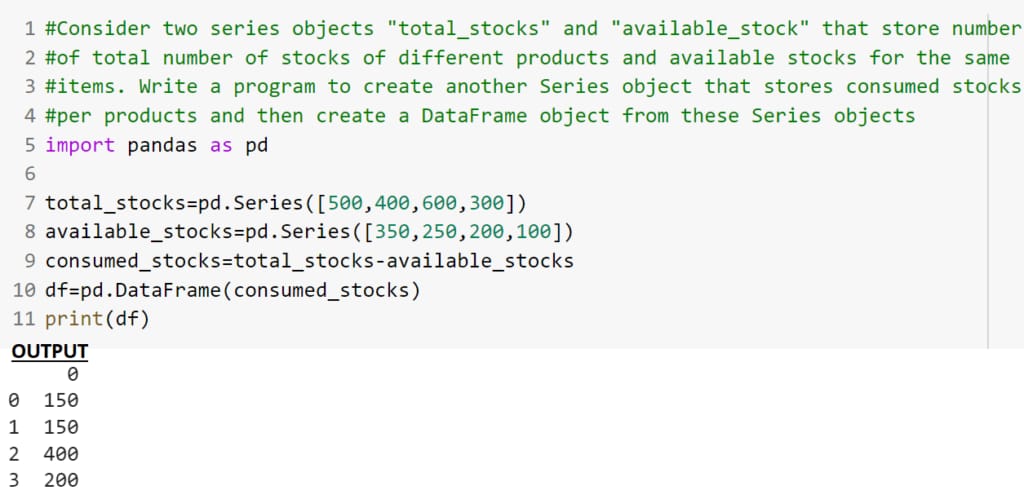 1 #Consider two series objects "total_stocks" and "available_stock" that store number
2 #of total number of stocks of different products and available stocks for the same
3 #items. Write a program to create another Series object that stores consumed stocks
4 #per products and then create a DataFrame object from these Series objects
5 import pandas as pd
6
7 total_stocks=pd.Series([500,400,600,300])
8 available_stocks=pd.Series([350,250,200,100])
9 consumed_stocks=total_stocks-available_stocks
10 df=pd.DataFrame(consumed_stocks)
11 print(df)
OUTPUT
0
0 150
1 150
2 400
3 200